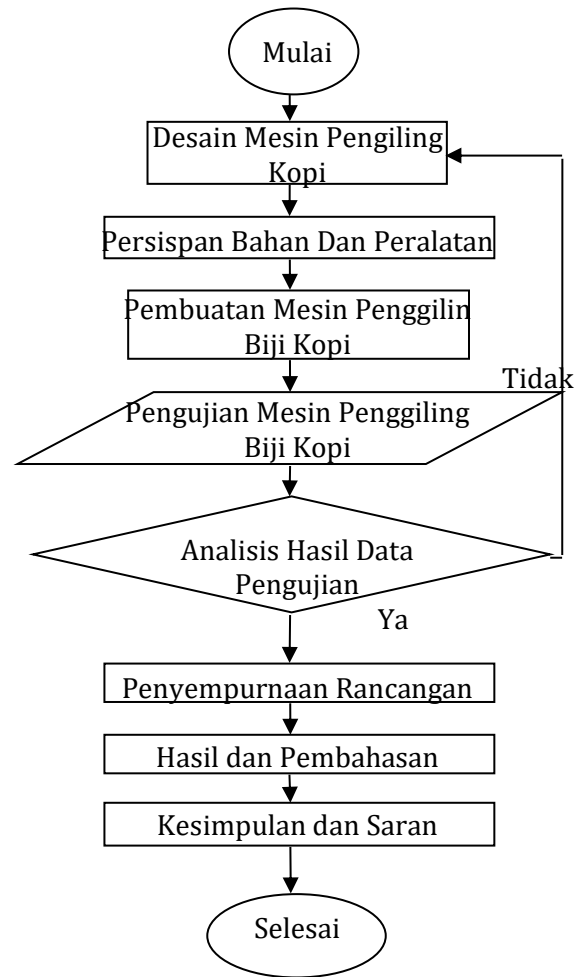 Mulai
Desain Mesin Pengiling
Kopi
Persispan Bahan Dan Peralatan
Pembuatan Mesin Penggilin
Biji Kopi
Tidak
Pengujian Mesin Penggiling
Biji Kopi
Analisis Hasil Data
Pengujian
Ya
Penyempurnaan Rancangan
Hasil dan Pembahasan
Kesimpulan dan Saran
Selesai